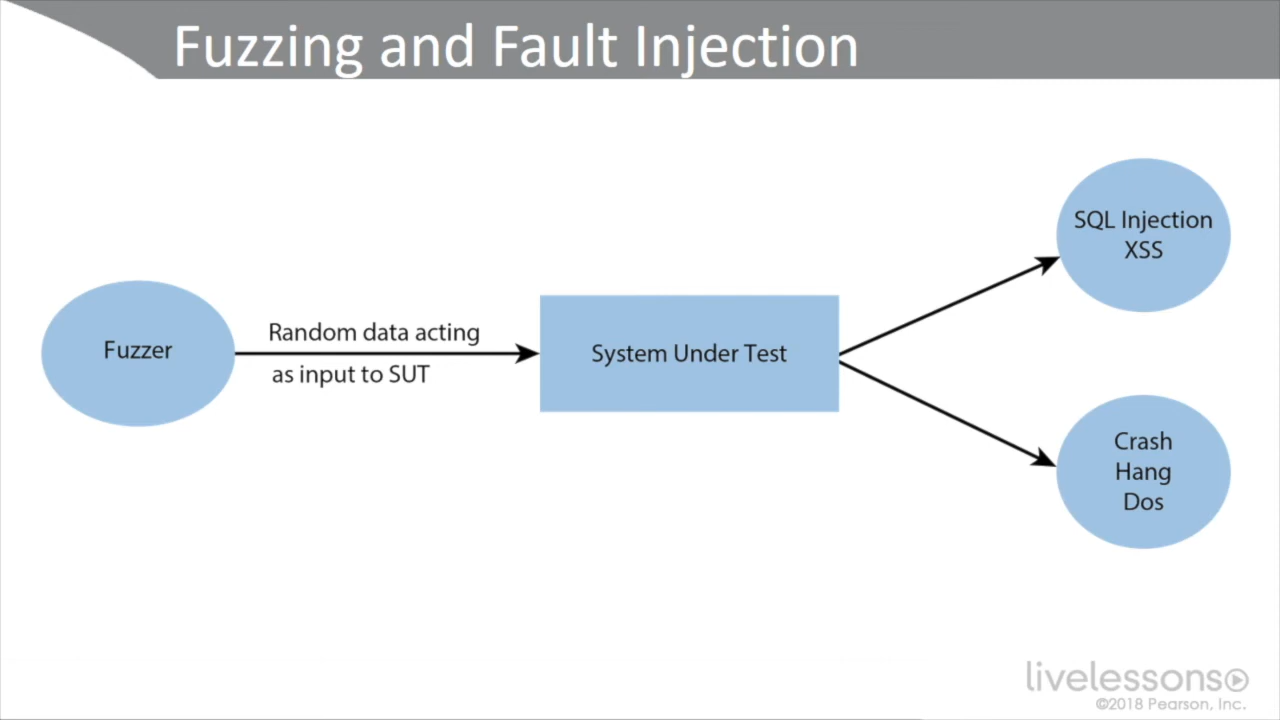 Fuzzing and Fault Injection
Fuzzer
Random data acting
as input to SUT
System Under Test
SQL Injection
XSS
Crash
Hang
Dos
livelessons
©2018 Pearson, Inc.